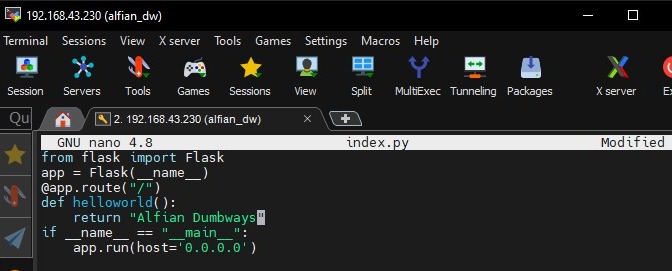 192.168.43.230 (alfian_dw)
Terminal Sessions View X server Tools Games Settings Macros Help
Session Servers Tools Games Sessions View Split MultiExec Tunneling Packages X server
Qu
2. 192.168.43.230 (alfian_dw)
GNU nano 4.8 index.py Modified
from flask import Flask
app = Flask(__name__)
@app.route("/")
def helloworld():
    return "Alfian Dumbways"
if __name__ == "__main__":
    app.run(host='0.0.0.0')